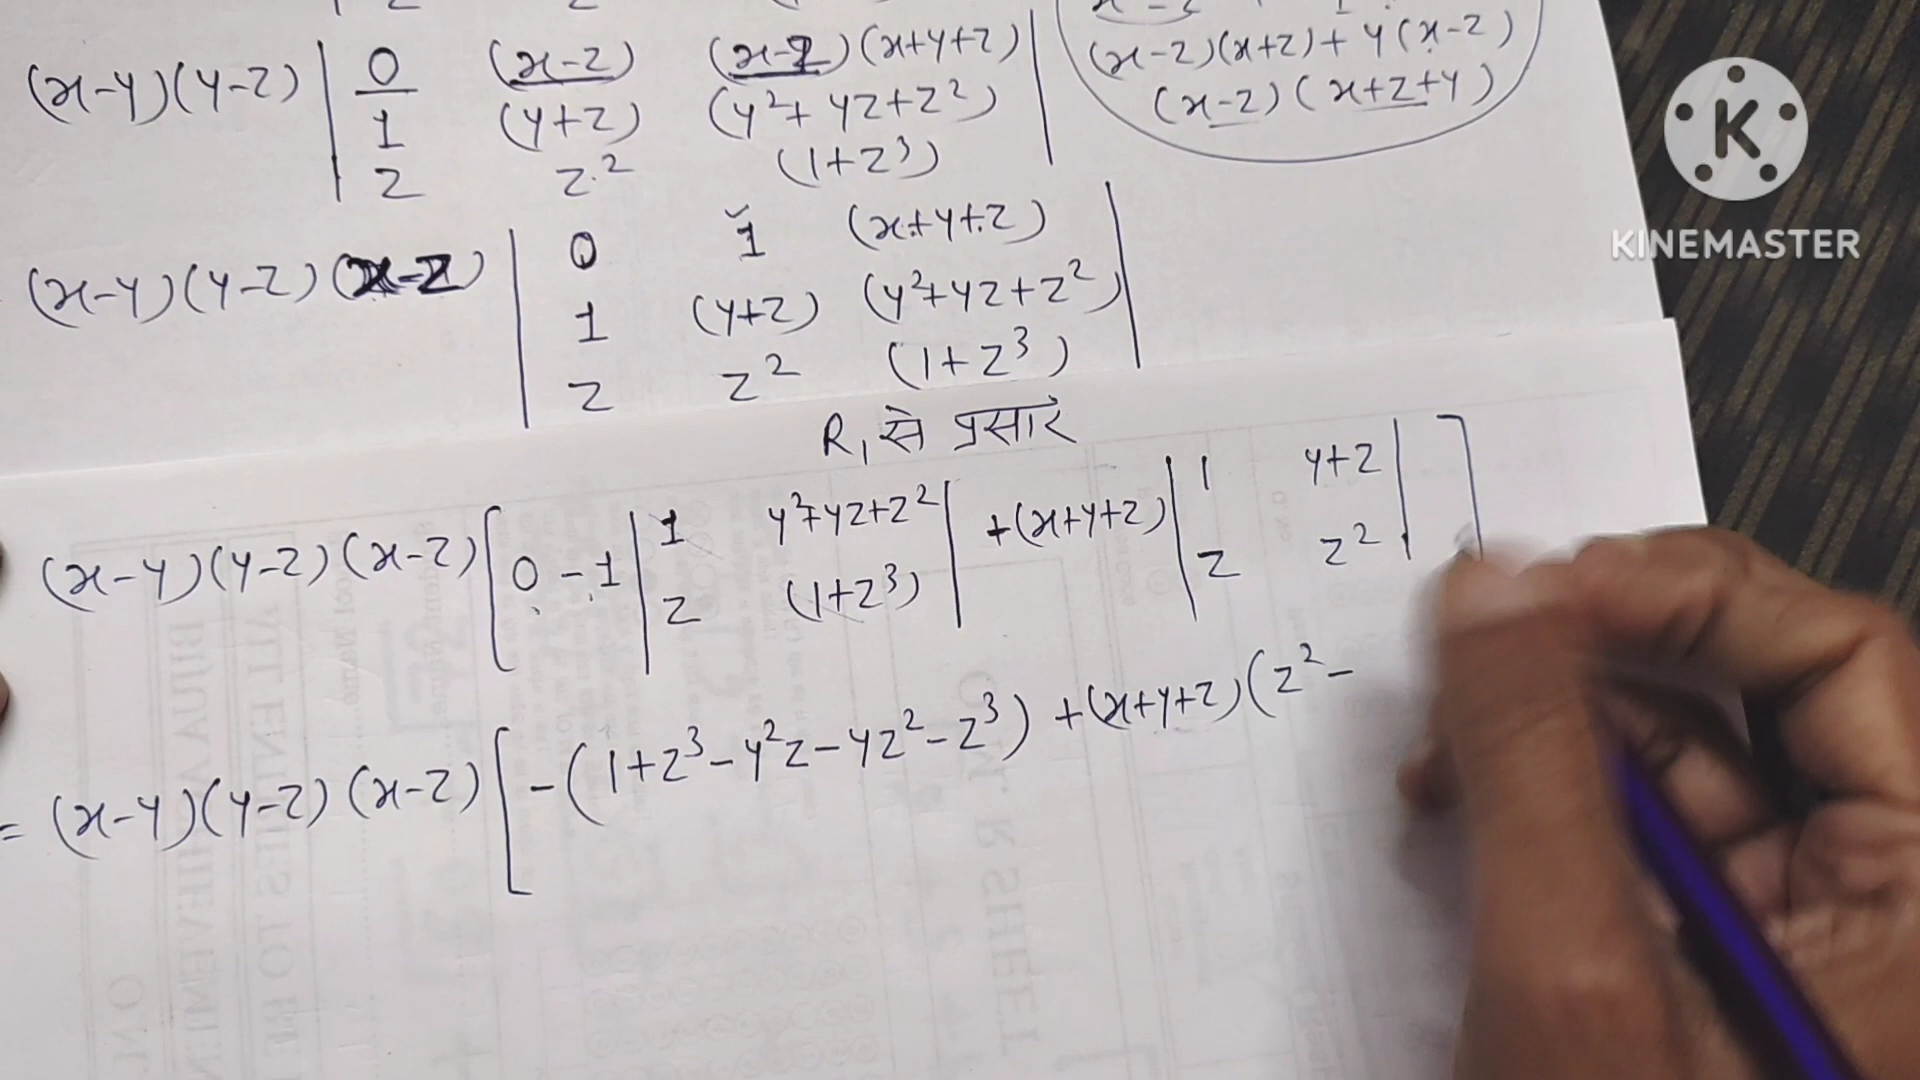 (x-y)(y-z) | 0 (x-z) (x-z)(x+y+z) |
1 (y+z) (y²+yz+z²)
z z² (1+z³)
(x-z)(x+z)+y(x-z)
(x-z)(x+z+y)
K
KINEMASTER
(x-y)(y-z)(x-z) | 0 1 (x+y+z) |
1 (y+z) (y²+yz+z²)
z z² (1+z³)
R₁ से प्रसार
(x-y)(y-z)(x-z) [ 0 -1 | 1 y²+yz+z² | +(x+y+z) | 1 y+z | ]
z (1+z³) z z²
= (x-y)(y-z)(x-z) [ -(1+z³-y²z-yz²-z³) +(x+y+z)(z²-